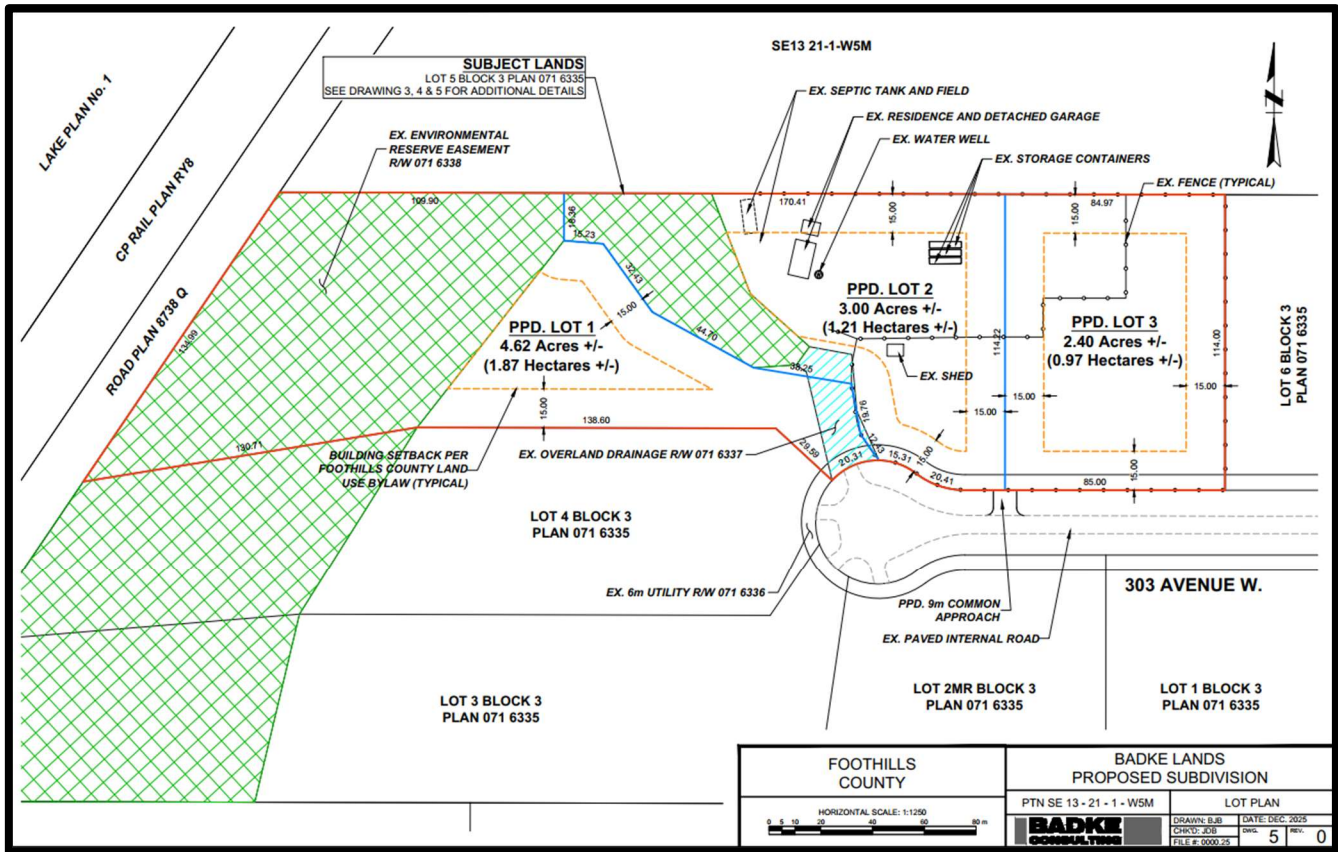 SE13 21-1-W5M
SUBJECT LANDS
LOT 5 BLOCK 3 PLAN 071 6335
SEE DRAWING 3, 4 & 5 FOR ADDITIONAL DETAILS
LAKE PLAN No. 1
CP RAIL PLAN RY8
ROAD PLAN 8738 Q
EX. ENVIRONMENTAL
RESERVE EASEMENT
R/W 071 6338
EX. SEPTIC TANK AND FIELD
EX. RESIDENCE AND DETACHED GARAGE
EX. WATER WELL
EX. STORAGE CONTAINERS
EX. FENCE (TYPICAL)
N
109.90
170.41
84.97
18.36
15.23
32.43
15.00
44.70
38.25
15.00
15.00
134.99
130.71
PPD. LOT 1
4.62 Acres +/-
(1.87 Hectares +/-)
PPD. LOT 2
3.00 Acres +/-
(1.21 Hectares +/-)
PPD. LOT 3
2.40 Acres +/-
(0.97 Hectares +/-)
114.22
114.00
LOT 6 BLOCK 3
PLAN 071 6335
EX. SHED
15.00
15.00
15.00
15.00
138.60
19.76
12.43
29.59
20.31
15.31
15.00
20.41
85.00
15.00
BUILDING SETBACK PER
FOOTHILLS COUNTY LAND
USE BYLAW (TYPICAL)
EX. OVERLAND DRAINAGE R/W 071 6337
LOT 4 BLOCK 3
PLAN 071 6335
EX. 6m UTILITY R/W 071 6336
PPD. 9m COMMON
APPROACH
303 AVENUE W.
EX. PAVED INTERNAL ROAD
LOT 3 BLOCK 3
PLAN 071 6335
LOT 2MR BLOCK 3
PLAN 071 6335
LOT 1 BLOCK 3
PLAN 071 6335
FOOTHILLS
COUNTY
HORIZONTAL SCALE: 1:1250
0 5 10 20 40 60 80 m
BADKE LANDS
PROPOSED SUBDIVISION
PTN SE 13 - 21 - 1 - W5M
LOT PLAN
BADKE
CONSULTING
DRAWN: BJB
DATE: DEC. 2025
CHK'D: JDB
DWG. 5
REV. 0
FILE #: 0000.25